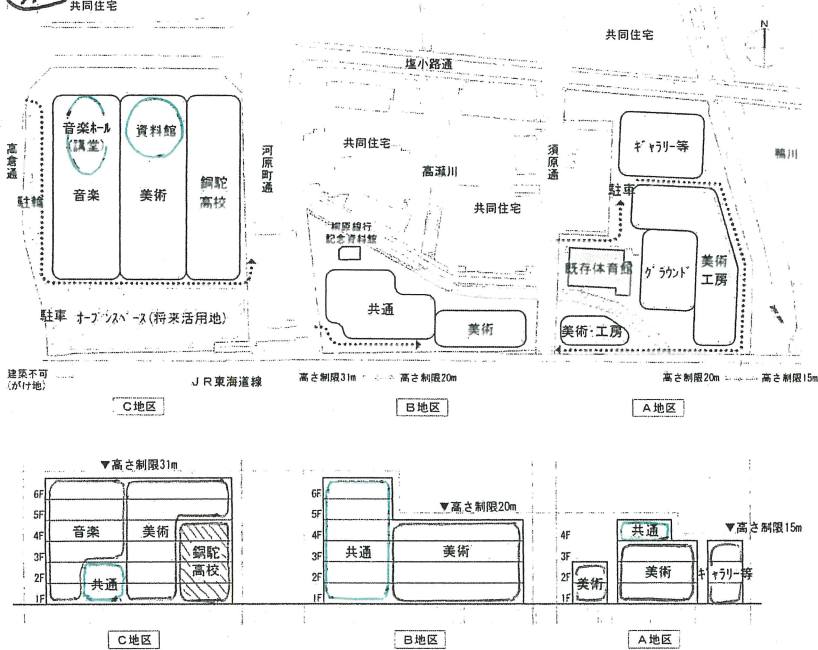 共同住宅
共同住宅
N
塩小路通
高倉通
音楽ホール
(講堂)
資料館
河原町通
共同住宅
高瀬川
須原通
ギャラリー等
鴨川
駐輪
音楽
美術
銅駝
高校
共同住宅
駐車
柳原銀行
記念資料館
既存体育館
グラウンド
美術
工房
駐車 オープンスペース(将来活用地)
共通
美術
美術・工房
建築不可
(がけ地)
JR東海道線
高さ制限31m
高さ制限20m
高さ制限20m
高さ制限15m
C地区
B地区
A地区
▼高さ制限31m
6F
5F
4F
3F
2F
1F
音楽
美術
銅駝
高校
共通
▼高さ制限20m
6F
5F
4F
3F
2F
1F
共通
美術
▼高さ制限15m
4F
3F
2F
1F
共通
美術
美術
ギャラリー等
C地区
B地区
A地区